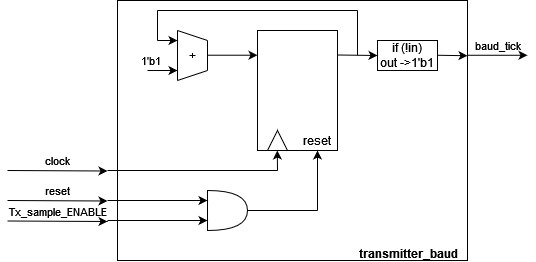 if (!in)
out ->1'b1
baud_tick
+
1'b1
reset
clock
reset
Tx_sample_ENABLE
transmitter_baud